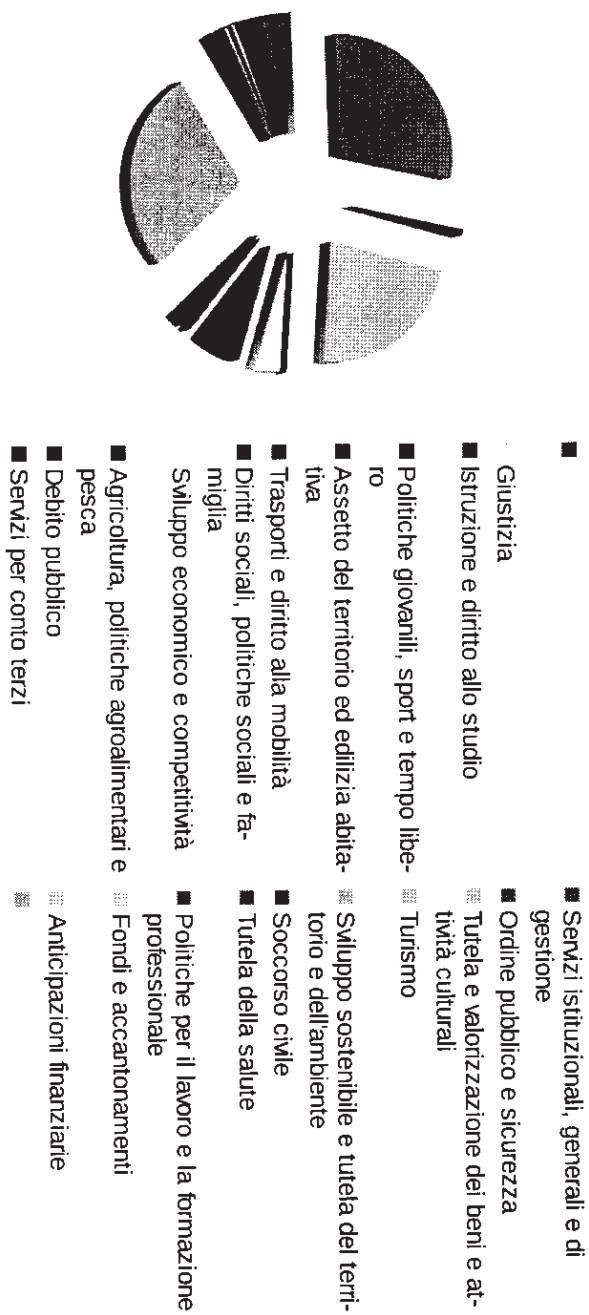 Giustizia
Istruzione e diritto allo studio
Politiche giovanili, sport e tempo libe-
ro
Assetto del territorio ed edilizia abita-
tiva
Trasporti e diritto alla mobilità
Diritti sociali, politiche sociali e fa-
miglia
Sviluppo economico e competitività
Agricoltura, politiche agroalimentari e
pesca
Debito pubblico
Servizi per conto terzi
Servizi istituzionali, generali e di
gestione
Ordine pubblico e sicurezza
Tutela e valorizzazione dei beni e at-
tività culturali
Turismo
Sviluppo sostenibile e tutela del terri-
torio e dell'ambiente
Soccorso civile
Tutela della salute
Politiche per il lavoro e la formazione
professionale
Fondi e accantonamenti
Anticipazioni finanziarie